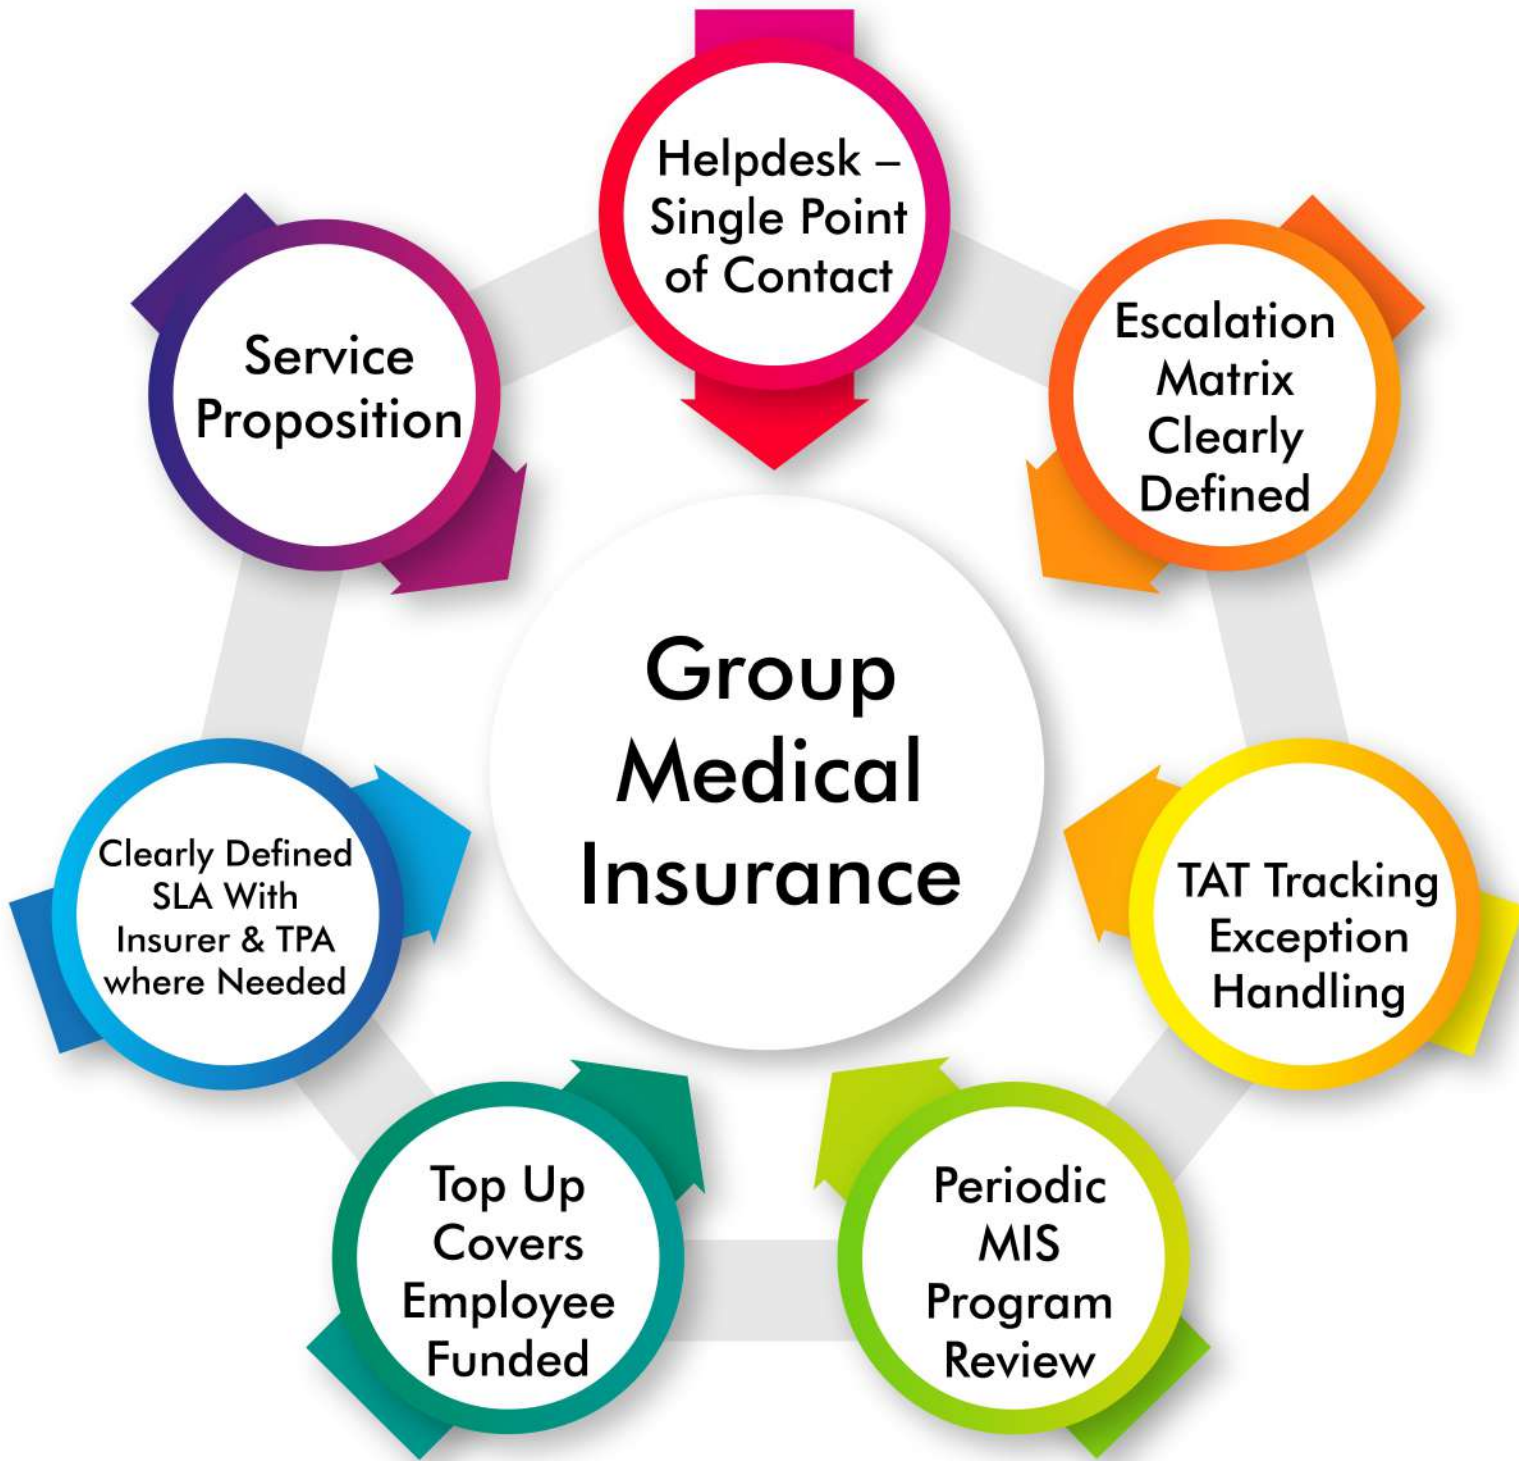 Helpdesk –
Single Point
of Contact
Escalation
Matrix
Clearly
Defined
TAT Tracking
Exception
Handling
Periodic
MIS
Program
Review
Top Up
Covers
Employee
Funded
Clearly Defined
SLA With
Insurer & TPA
where Needed
Service
Proposition
Group
Medical
Insurance